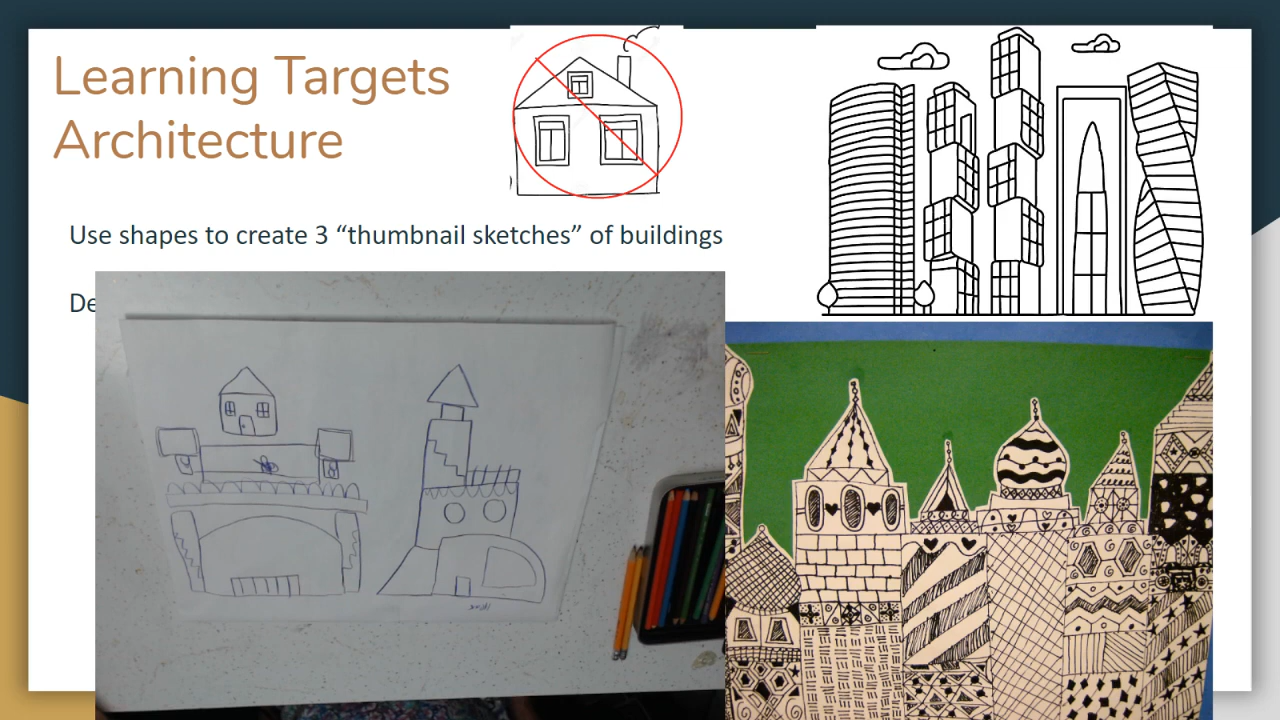 Learning Targets
Architecture
Use shapes to create 3 “thumbnail sketches” of buildings
De